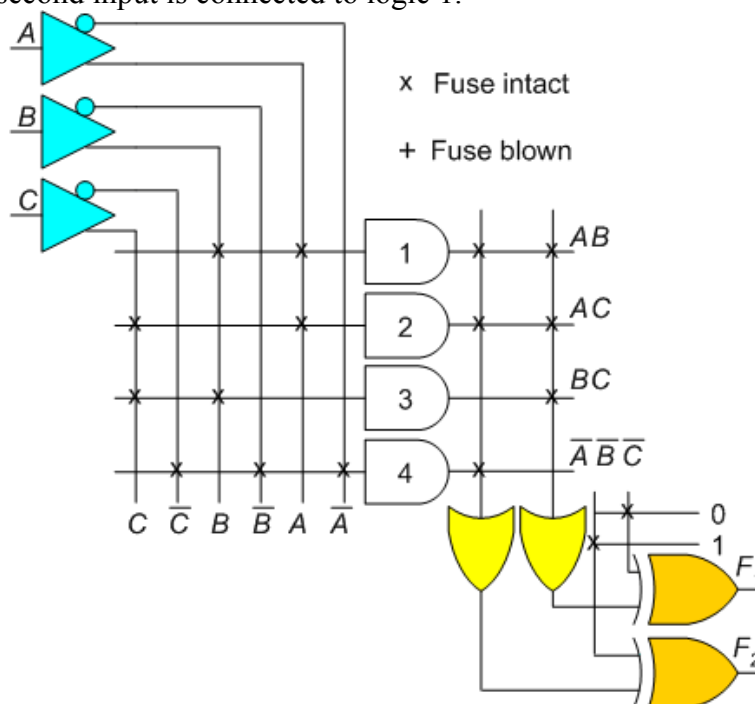 second input is connected to logic 1.
A
x Fuse intact
B
+ Fuse blown
C
1 AB
2 AC
3 BC
4 A̅ B̅ C̅
C C̅ B B̅ A A̅
0
1
F
F2